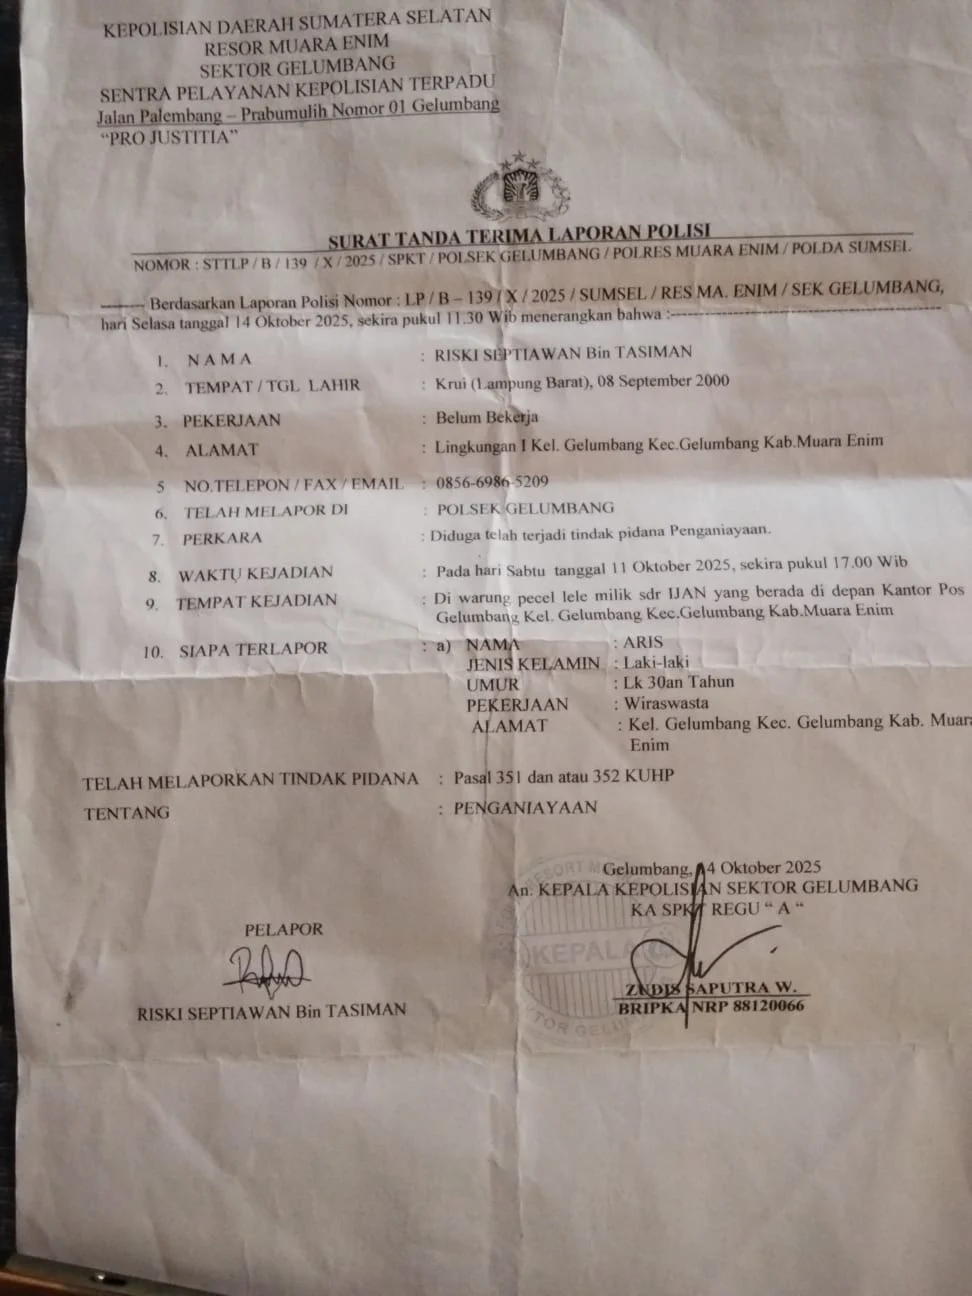 KEPOLISIAN DAERAH SUMATERA SELATAN
RESOR MUARA ENIM
SEKTOR GELUMBANG
SENTRA PELAYANAN KEPOLISIAN TERPADU
Jalan Palembang – Prabumulih Nomor 01 Gelumbang
“PRO JUSTITIA”
SURAT TANDA TERIMA LAPORAN POLISI
NOMOR : STTLP / B / 139 / X / 2025 / SPKT / POLSEK GELUMBANG / POLRES MUARA ENIM / POLDA SUMSEL
------- Berdasarkan Laporan Polisi Nomor : LP / B – 139 / X / 2025 / SUMSEL / RES MA. ENIM / SEK GELUMBANG,
hari Selasa tanggal 14 Oktober 2025, sekira pukul 11.30 Wib menerangkan bahwa :-------------------------------------------
1. N A M A : RISKI SEPTIAWAN Bin TASIMAN
2. TEMPAT / TGL LAHIR : Krui (Lampung Barat), 08 September 2000
3. PEKERJAAN : Belum Bekerja
4. ALAMAT : Lingkungan I Kel. Gelumbang Kec.Gelumbang Kab.Muara Enim
5 NO.TELEPON / FAX / EMAIL : 0856-6986-5209
6. TELAH MELAPOR DI : POLSEK GELUMBANG
7. PERKARA : Diduga telah terjadi tindak pidana Penganiayaan.
8. WAKTU KEJADIAN : Pada hari Sabtu tanggal 11 Oktober 2025, sekira pukul 17.00 Wib
9. TEMPAT KEJADIAN : Di warung pecel lele milik sdr IJAN yang berada di depan Kantor Pos
Gelumbang Kel. Gelumbang Kec.Gelumbang Kab.Muara Enim
10. SIAPA TERLAPOR : a) NAMA : ARIS
JENIS KELAMIN : Laki-laki
UMUR : Lk 30an Tahun
PEKERJAAN : Wiraswasta
ALAMAT : Kel. Gelumbang Kec. Gelumbang Kab. Muara
Enim
TELAH MELAPORKAN TINDAK PIDANA : Pasal 351 dan atau 352 KUHP
TENTANG : PENGANIAYAAN
Gelumbang, 14 Oktober 2025
An. KEPALA KEPOLISIAN SEKTOR GELUMBANG
KA SPKT REGU “ A “
PELAPOR
KEPALA
RISKI SEPTIAWAN Bin TASIMAN
SAPUTRA W.
BRIPKA NRP 88120066